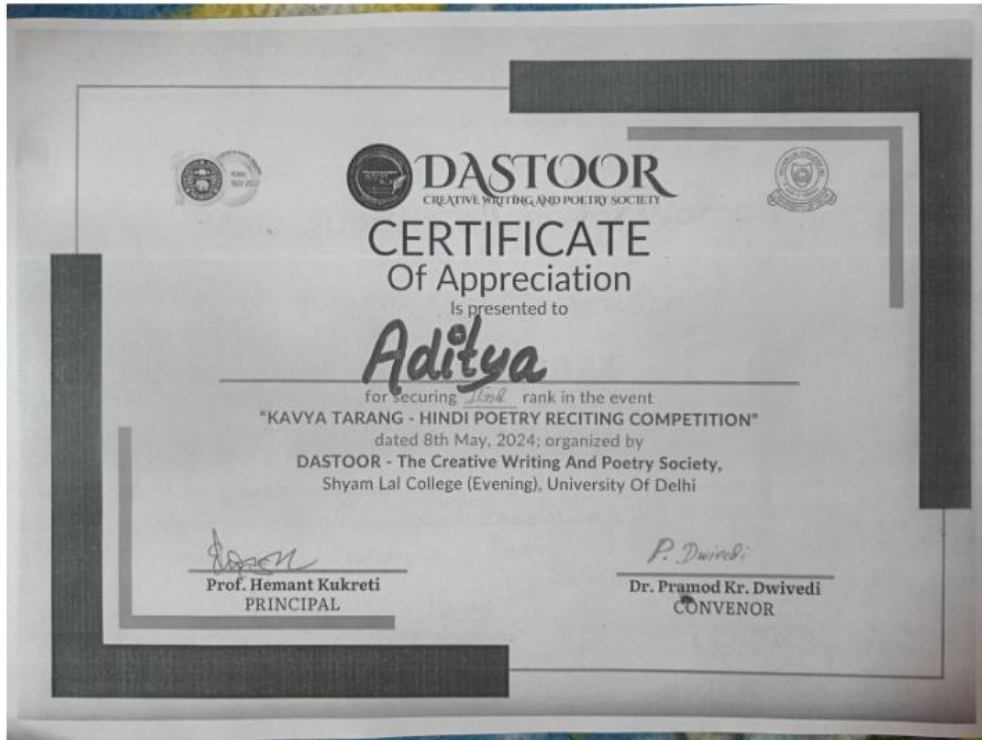 DASTOOR
CREATIVE WRITING AND POETRY SOCIETY
CERTIFICATE
Of Appreciation
Is presented to
Aditya
for securing IInd rank in the event
"KAVYA TARANG - HINDI POETRY RECITING COMPETITION"
dated 8th May, 2024; organized by
DASTOOR - The Creative Writing And Poetry Society,
Shyam Lal College (Evening), University Of Delhi
P. Dwivedi
Prof. Hemant Kukreti
PRINCIPAL
Dr. Pramod Kr. Dwivedi
CONVENOR